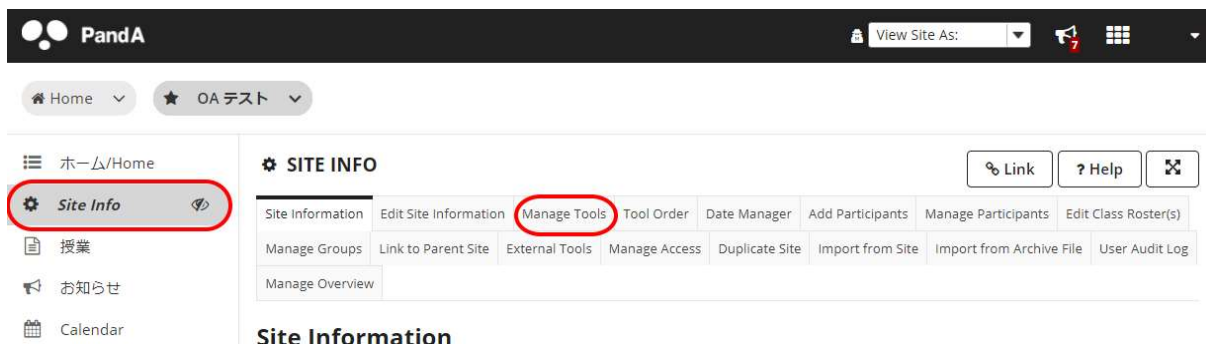 PandA
View Site As:
7
Home
OA テスト
ホーム/Home
Site Info
授業
お知らせ
Calendar
SITE INFO
Link
? Help
Site Information Edit Site Information Manage Tools Tool Order Date Manager Add Participants Manage Participants Edit Class Roster(s)
Manage Groups Link to Parent Site External Tools Manage Access Duplicate Site Import from Site Import from Archive File User Audit Log
Manage Overview
Site Information